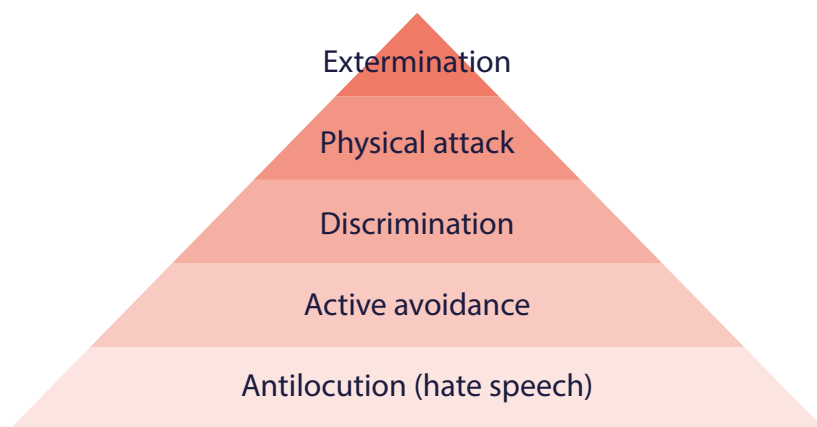 Extermination
Physical attack
Discrimination
Active avoidance
Antilocution (hate speech)